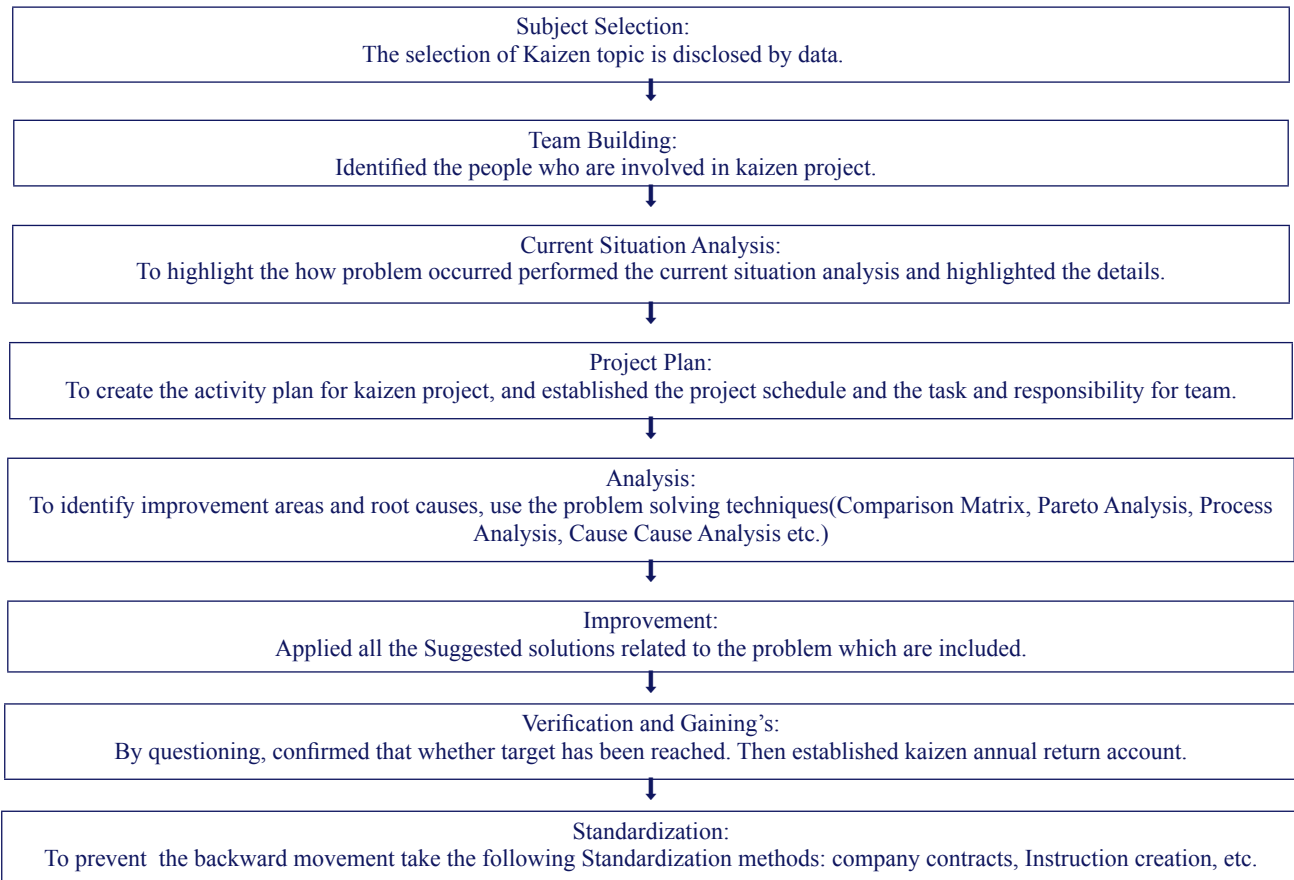 Subject Selection:
The selection of Kaizen topic is disclosed by data.
Team Building:
Identified the people who are involved in kaizen project.
Current Situation Analysis:
To highlight the how problem occurred performed the current situation analysis and highlighted the details.
Project Plan:
To create the activity plan for kaizen project, and established the project schedule and the task and responsibility for team.
Analysis:
To identify improvement areas and root causes, use the problem solving techniques(Comparison Matrix, Pareto Analysis, Process
Analysis, Cause Cause Analysis etc.)
Improvement:
Applied all the Suggested solutions related to the problem which are included.
Verification and Gaining’s:
By questioning, confirmed that whether target has been reached. Then established kaizen annual return account.
Standardization:
To prevent the backward movement take the following Standardization methods: company contracts, Instruction creation, etc.